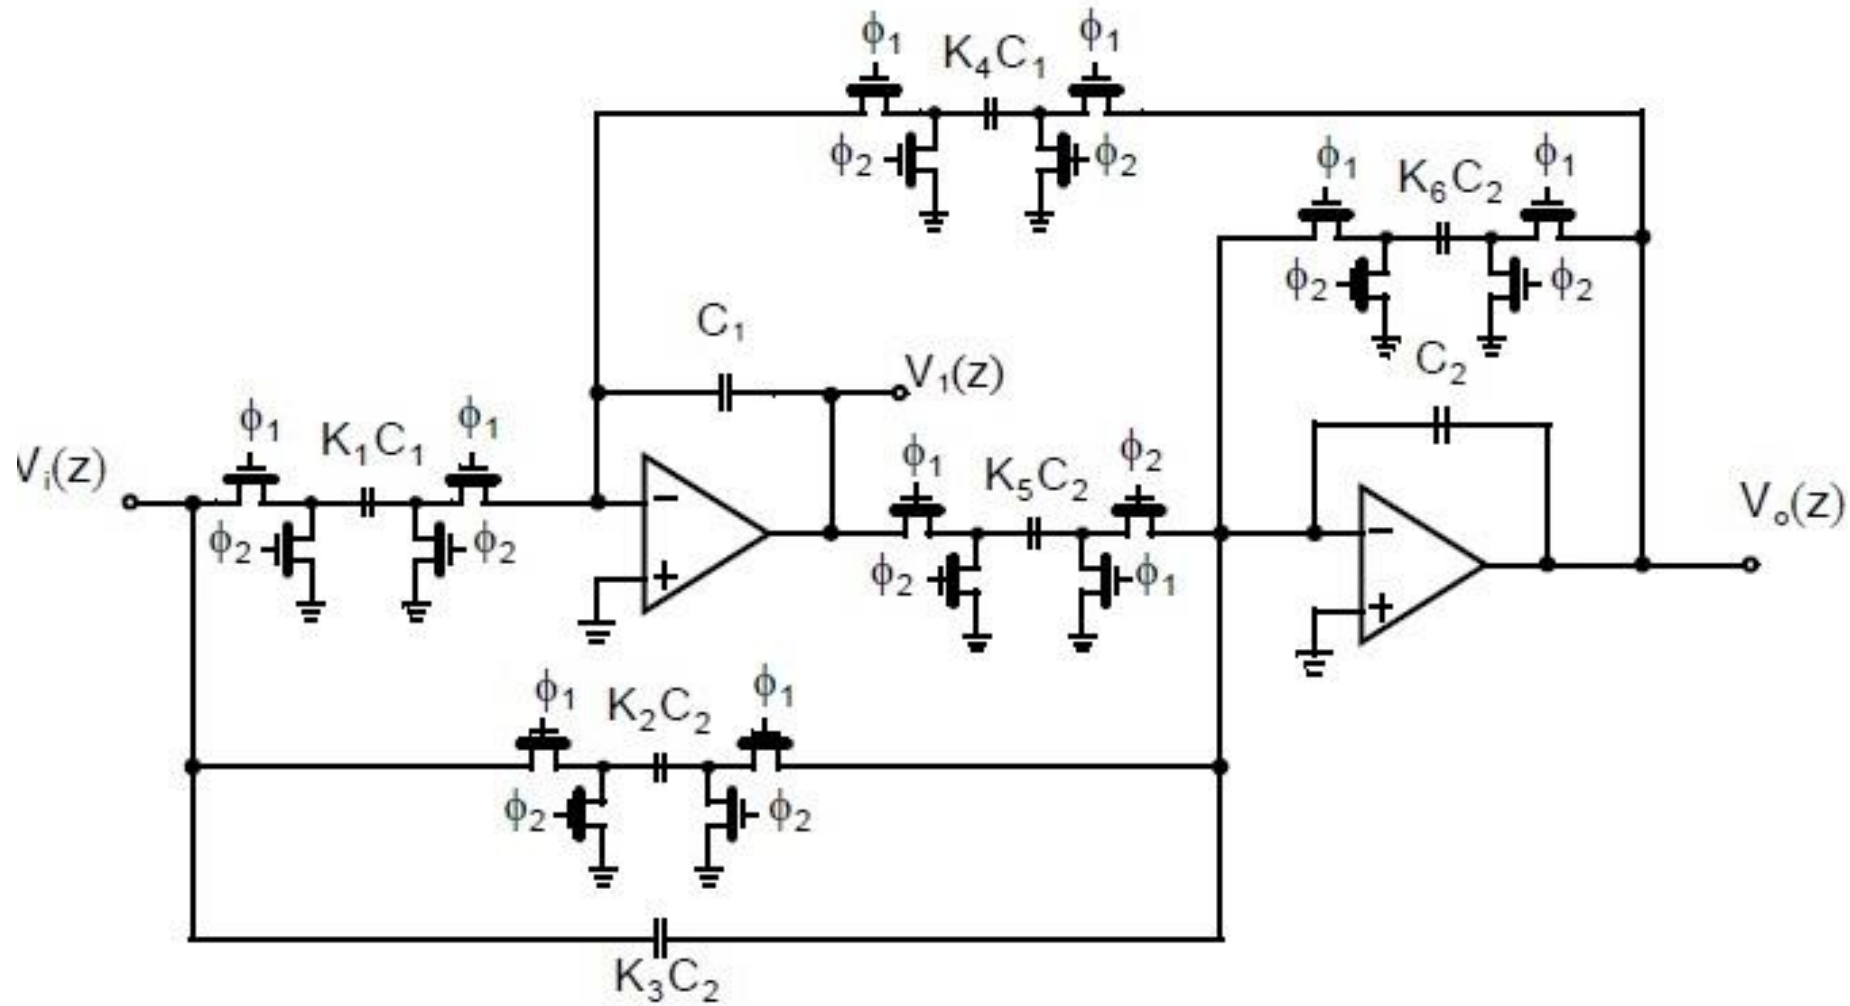 ϕ₁ K₄C₁ ϕ₁
ϕ₂ ϕ₂
ϕ₁ K₆C₂ ϕ₁
ϕ₂ ϕ₂
C₁
V₁(z)
C₂
Vᵢ(z) ϕ₁ K₁C₁ ϕ₁
ϕ₂ ϕ₂
−
+
ϕ₁ K₅C₂ ϕ₂
ϕ₂ ϕ₁
−
+
Vₒ(z)
ϕ₁ K₂C₂ ϕ₁
ϕ₂ ϕ₂
K₃C₂